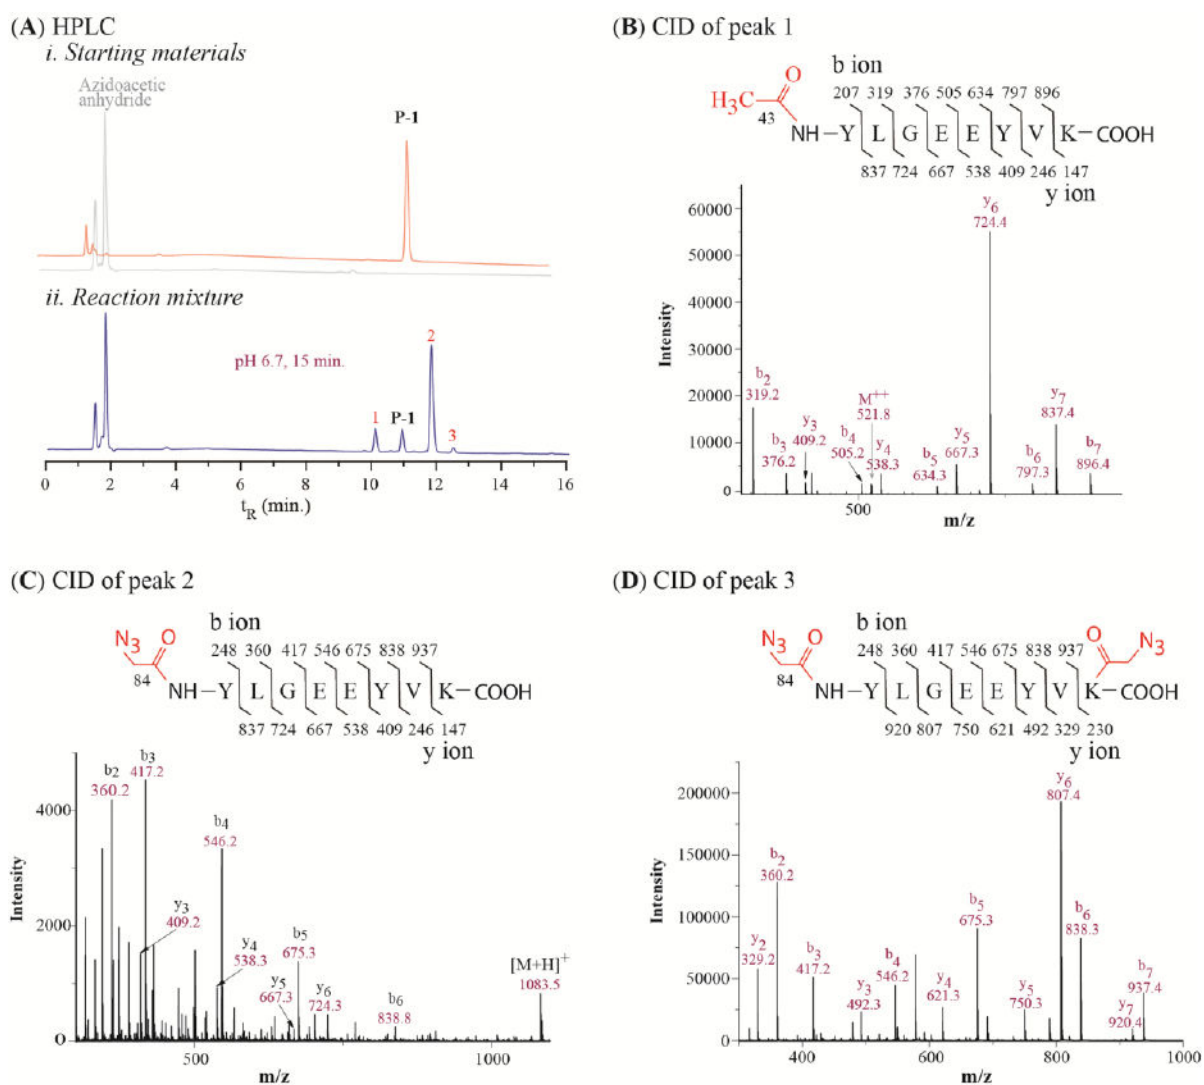 (A) HPLC
i. Starting materials
Azidoacetic
anhydride
P-1
ii. Reaction mixture
pH 6.7, 15 min.
1
P-1
2
3
0 2 4 6 8 10 12 14 16
tR (min.)
(B) CID of peak 1
b ion
207 319 376 505 634 797 896
H3C
O
43
NH-Y L G E E Y V K-COOH
837 724 667 538 409 246 147
y ion
60000
50000
40000
30000
20000
10000
0
Intensity
b2
319.2
b3
376.2
y3
409.2
b4
505.2
M++
521.8
y4
538.3
b5
634.3
y5
667.3
y6
724.4
b6
797.3
y7
837.4
b7
896.4
500
m/z
(C) CID of peak 2
b ion
248 360 417 546 675 838 937
N3
O
84
NH-Y L G E E Y V K-COOH
837 724 667 538 409 246 147
y ion
4000
2000
0
Intensity
b2
360.2
b3
417.2
y3
409.2
b4
546.2
y4
538.3
b5
675.3
y5
667.3
y6
724.3
b6
838.8
[M+H]+
1083.5
500 1000
m/z
(D) CID of peak 3
b ion
248 360 417 546 675 838 937
N3
O
84
O
N3
NH-Y L G E E Y V K-COOH
920 807 750 621 492 329 230
y ion
200000
150000
100000
50000
0
Intensity
y2
329.2
b2
360.2
b3
417.2
y3
492.3
b4
546.2
y4
621.3
b5
675.3
y5
750.3
y6
807.4
b6
838.3
y7
920.4
b7
937.4
400 600 800 1000
m/z